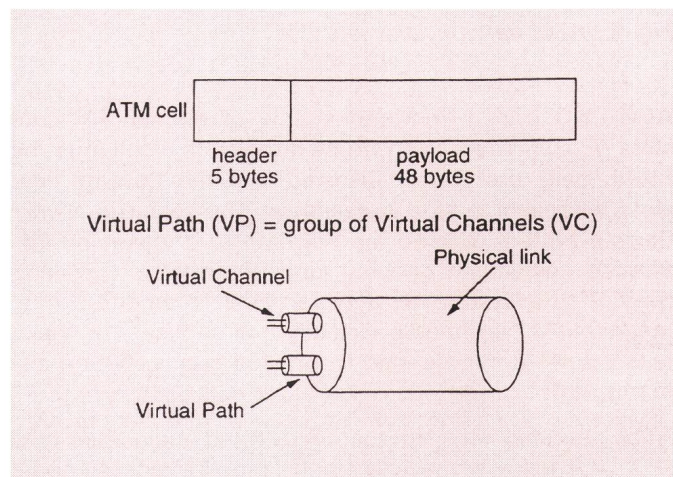 ATM cell
header
5 bytes
payload
48 bytes
Virtual Path (VP) = group of Virtual Channels (VC)
Physical link
Virtual Channel
Virtual Path